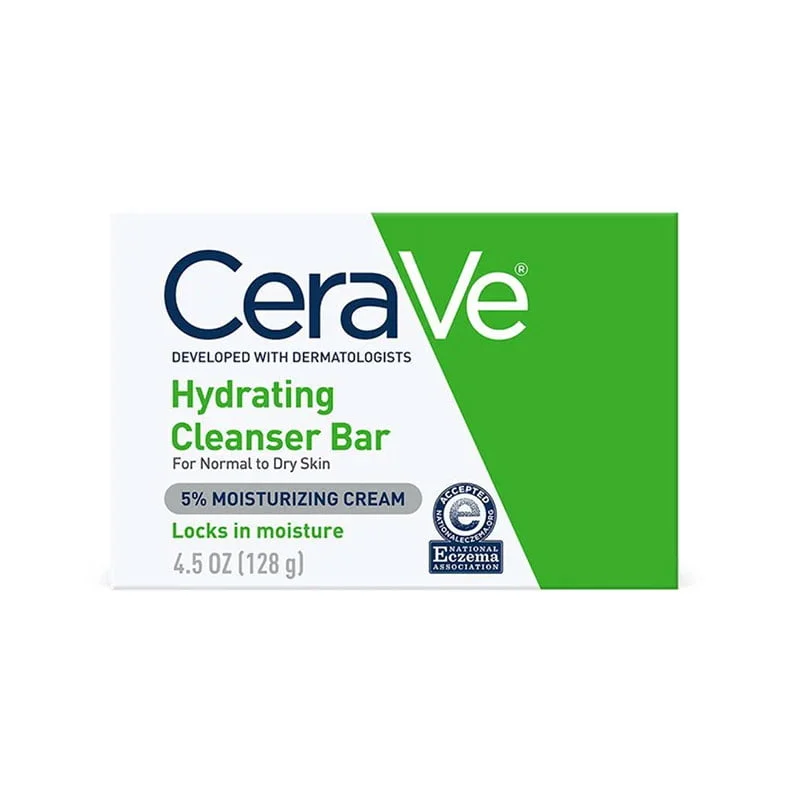 CeraVe®
DEVELOPED WITH DERMATOLOGISTS
Hydrating
Cleanser Bar
For Normal to Dry Skin
5% MOISTURIZING CREAM
Locks in moisture
4.5 OZ (128 g)
ACCEPTED
e
NATIONALECZEMA.ORG
NATIONAL
Eczema
ASSOCIATION